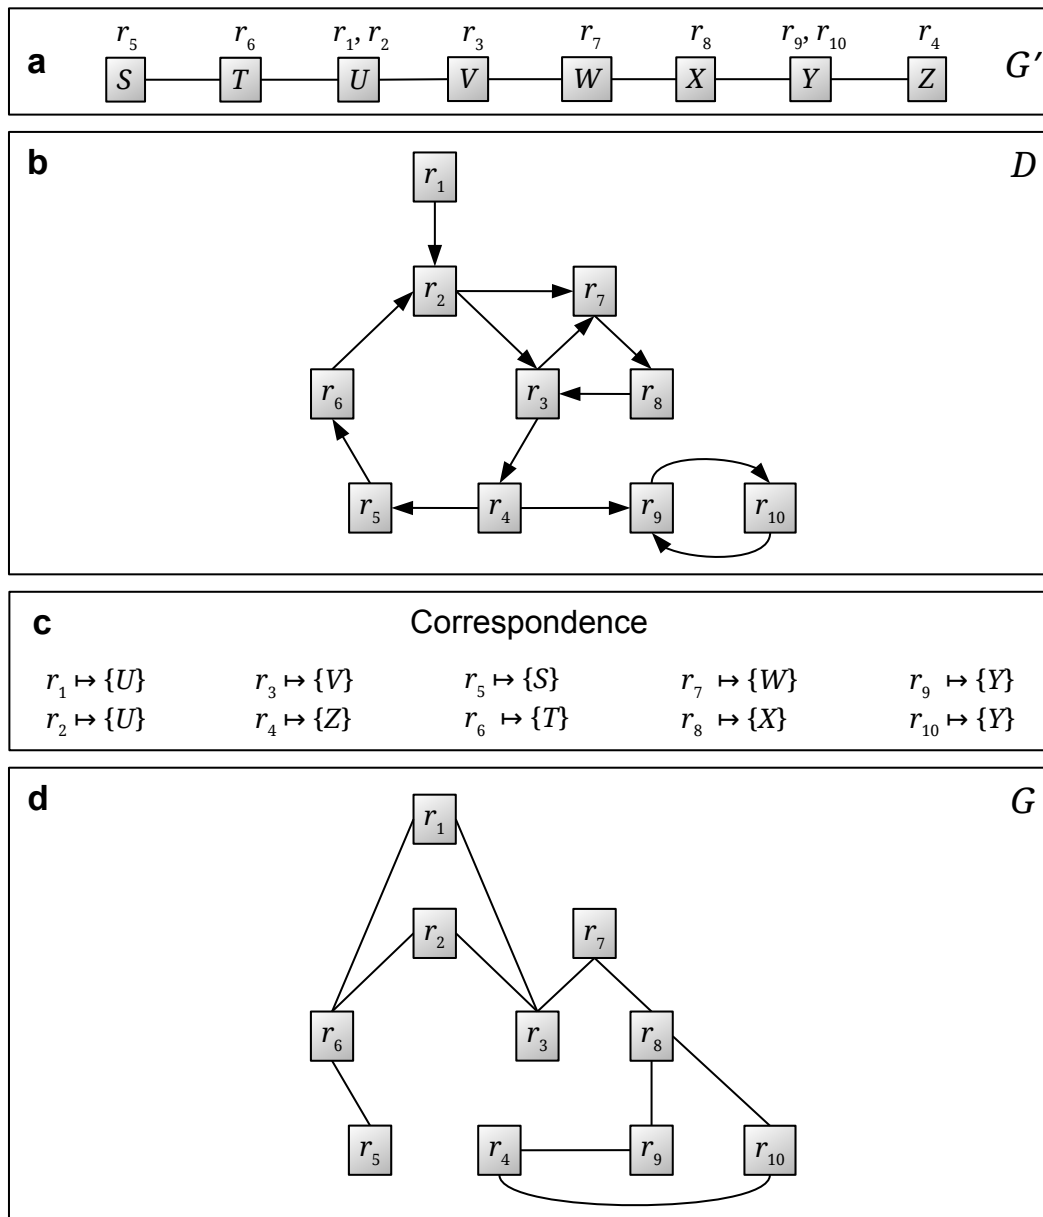 r₅ r₆ r₁, r₂ r₃ r₇ r₈ r₉, r₁₀ r₄
a S T U V W X Y Z G′
b D
r₁
r₂ r₇
r₆ r₃ r₈
r₅ r₄ r₉ r₁₀
c Correspondence
r₁ ↦ {U} r₃ ↦ {V} r₅ ↦ {S} r₇ ↦ {W} r₉ ↦ {Y}
r₂ ↦ {U} r₄ ↦ {Z} r₆ ↦ {T} r₈ ↦ {X} r₁₀ ↦ {Y}
d G
r₁
r₂ r₇
r₆ r₃ r₈
r₅ r₄ r₉ r₁₀